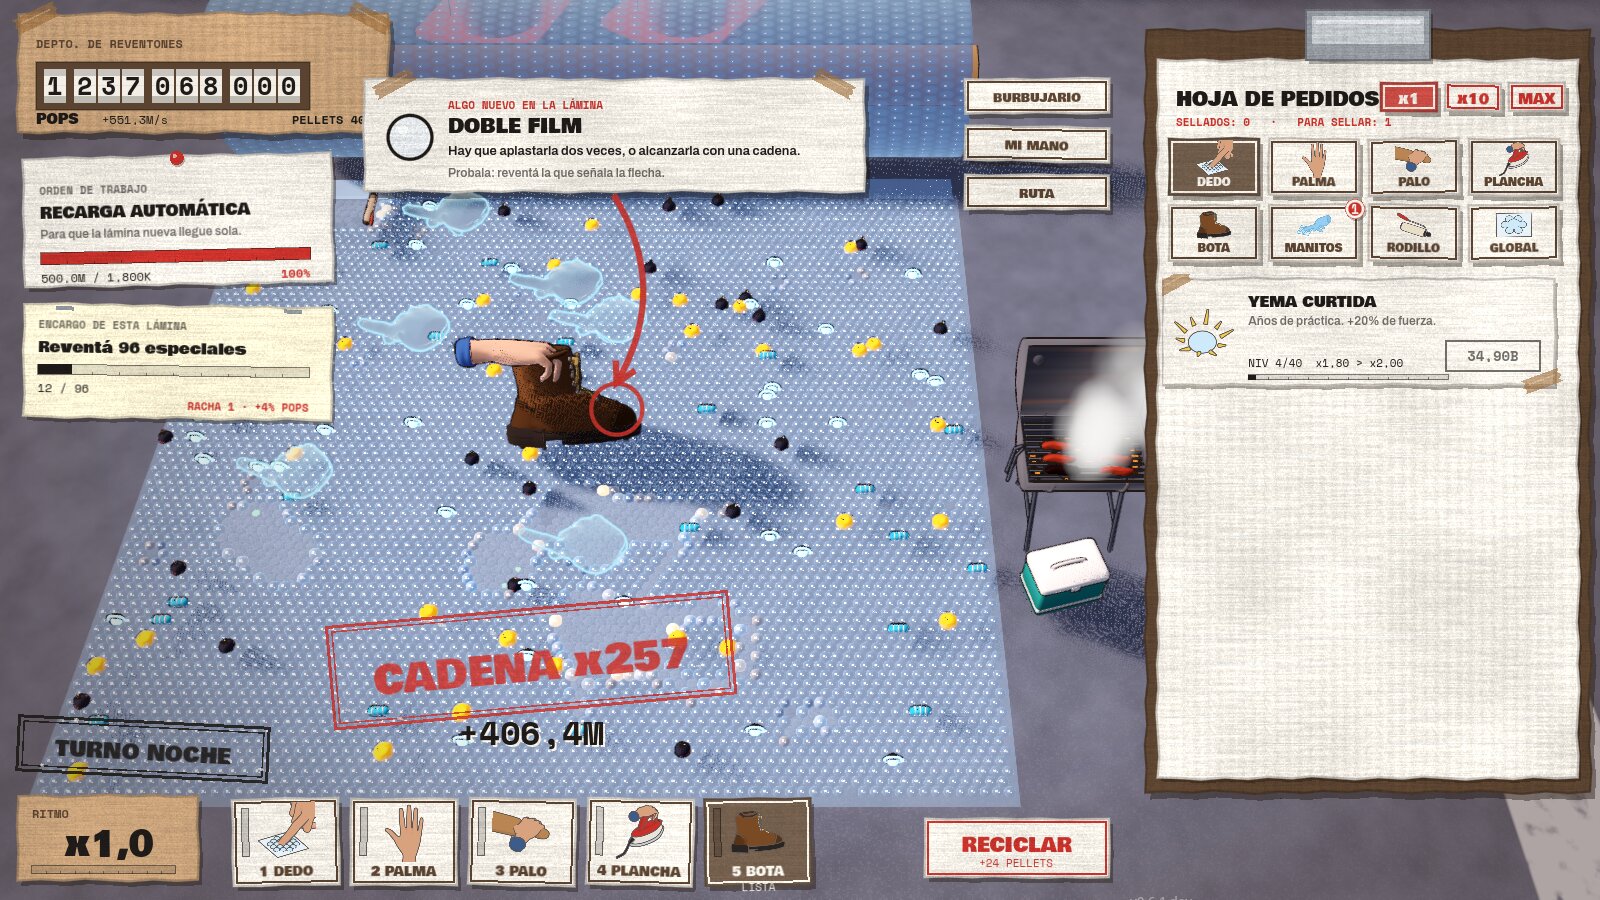 DEPTO. DE REVENTONES
1237068000
POPS +551.3M/s PELLETS 40
ORDEN DE TRABAJO
RECARGA AUTOMÁTICA
Para que la lámina nueva llegue sola.
500.0M / 1.800K 100%
ENCARGO DE ESTA LÁMINA
Reventá 96 especiales
12 / 96
RACHA 1 · +4% POPS
ALGO NUEVO EN LA LÁMINA
DOBLE FILM
Hay que aplastarla dos veces, o alcanzarla con una cadena.
Probala: reventá la que señala la flecha.
BURBUJARIO
MI MANO
RUTA
HOJA DE PEDIDOS x1 x10 MAX
SELLADOS: 0 · PARA SELLAR: 1
DEDO PALMA PALO PLANCHA
1
BOTA MANITOS RODILLO GLOBAL
YEMA CURTIDA
Años de práctica. +20% de fuerza.
NIV 4/40 x1,80 > x2,00 34.90B
CADENA x257
+406,4M
TURNO NOCHE
RITMO
x1,0
1 DEDO 2 PALMA 3 PALO 4 PLANCHA 5 BOTA
LISTA
RECICLAR
+24 PELLETS